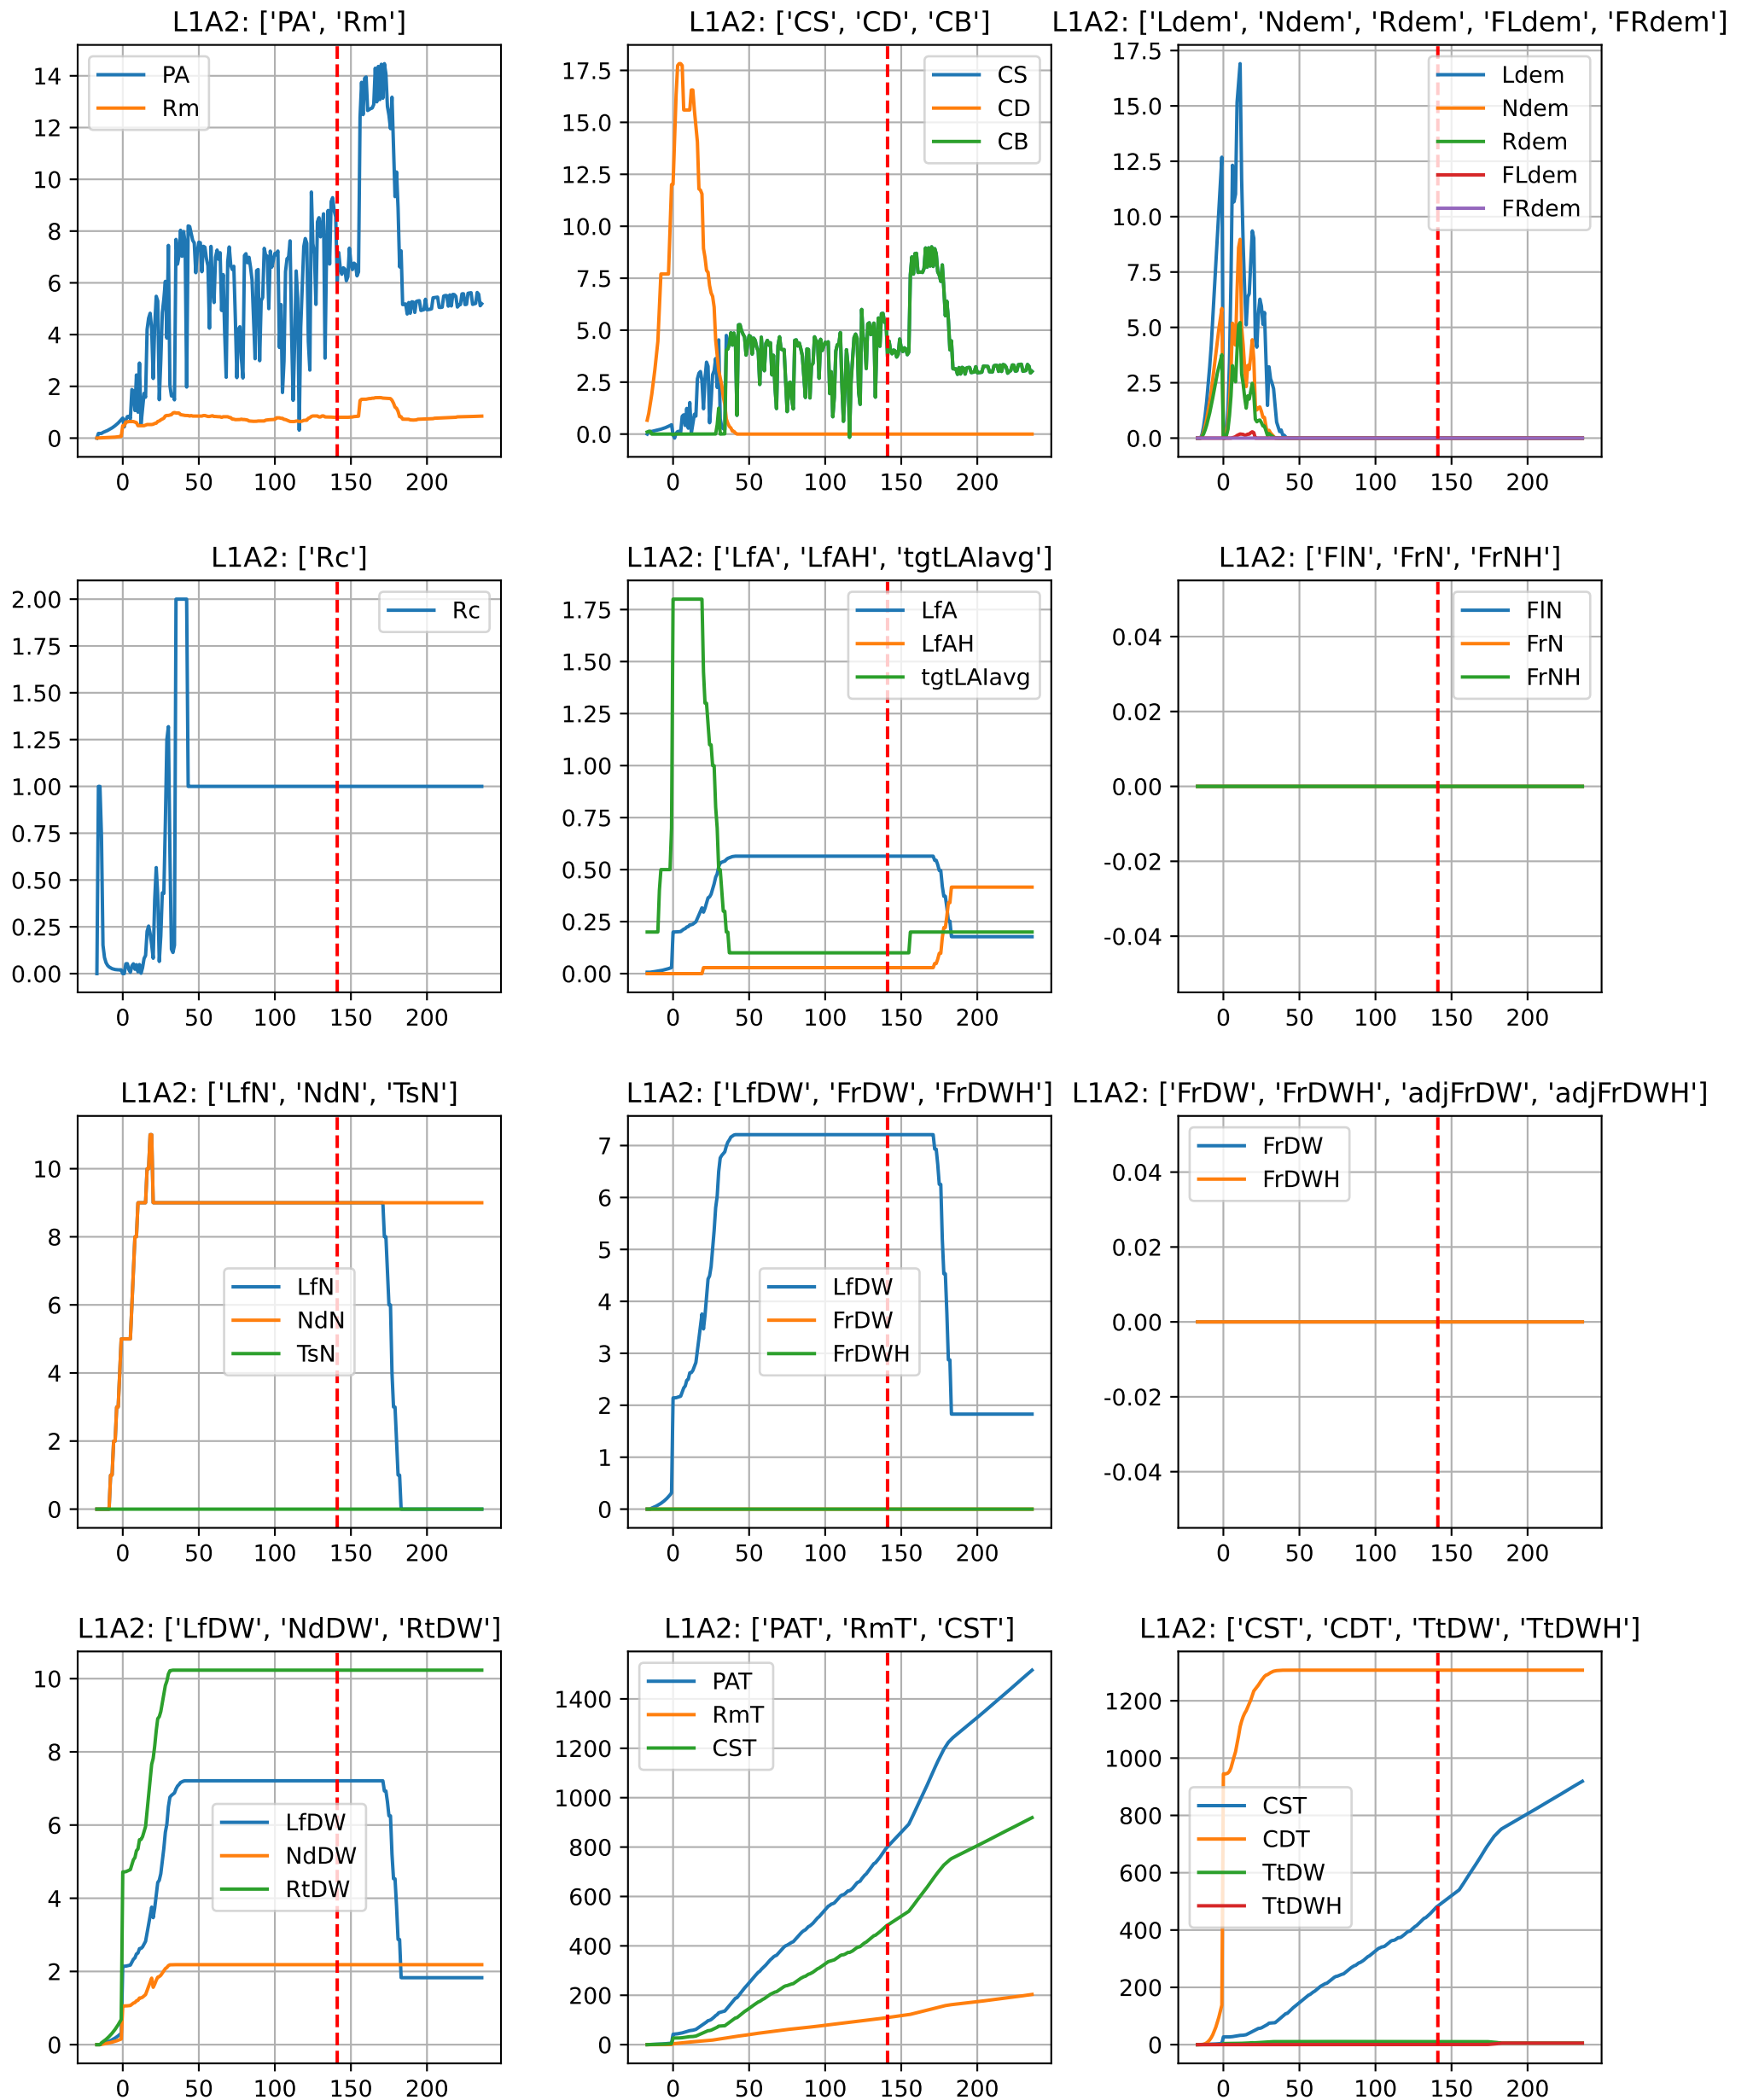 L1A2: ['PA', 'Rm']
PA
Rm
14
12
10
8
6
4
2
0
0 50 100 150 200
L1A2: ['CS', 'CD', 'CB']
CS
CD
CB
17.5
15.0
12.5
10.0
7.5
5.0
2.5
0.0
0 50 100 150 200
L1A2: ['Ldem', 'Ndem', 'Rdem', 'FLdem', 'FRdem']
Ldem
Ndem
Rdem
FLdem
FRdem
17.5
15.0
12.5
10.0
7.5
5.0
2.5
0.0
0 50 100 150 200
L1A2: ['Rc']
Rc
2.00
1.75
1.50
1.25
1.00
0.75
0.50
0.25
0.00
0 50 100 150 200
L1A2: ['LfA', 'LfAH', 'tgtLAIavg']
LfA
LfAH
tgtLAIavg
1.75
1.50
1.25
1.00
0.75
0.50
0.25
0.00
0 50 100 150 200
L1A2: ['FlN', 'FrN', 'FrNH']
FlN
FrN
FrNH
0.04
0.02
0.00
-0.02
-0.04
0 50 100 150 200
L1A2: ['LfN', 'NdN', 'TsN']
LfN
NdN
TsN
10
8
6
4
2
0
0 50 100 150 200
L1A2: ['LfDW', 'FrDW', 'FrDWH']
LfDW
FrDW
FrDWH
7
6
5
4
3
2
1
0
0 50 100 150 200
L1A2: ['FrDW', 'FrDWH', 'adjFrDW', 'adjFrDWH']
FrDW
FrDWH
0.04
0.02
0.00
-0.02
-0.04
0 50 100 150 200
L1A2: ['LfDW', 'NdDW', 'RtDW']
LfDW
NdDW
RtDW
10
8
6
4
2
0
0 50 100 150 200
L1A2: ['PAT', 'RmT', 'CST']
PAT
RmT
CST
1400
1200
1000
800
600
400
200
0
0 50 100 150 200
L1A2: ['CST', 'CDT', 'TtDW', 'TtDWH']
CST
CDT
TtDW
TtDWH
1200
1000
800
600
400
200
0
0 50 100 150 200